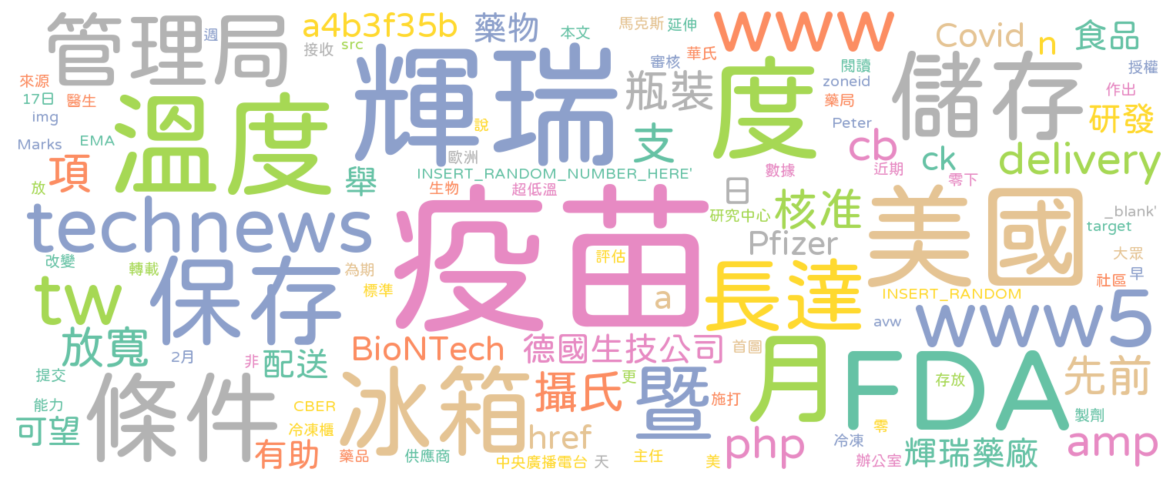 管理局
a4b3f35b
藥物
本文
馬克斯
延伸
www
Covid
n
食品
週
接收
src
審核
華氏
閱讀
授權
來源
17日
醫生
img
輝瑞
瓶裝
度
zoneid
藥局
儲存
作出
研發
溫度
說
Peter
Marks
EMA
歐洲
支
cb
ck
delivery
項
舉
放
INSERT_RANDOM_NUMBER_HERE'
生物
超低溫
數據
近期
零下
日
technews
疫苗
研究中心
核准
美國
_blank'
target
改變
轉載
為期
標準
評估
Pfizer
大眾
tw
保存
a
長達
INSERT_RANDOM
社區
早
avw
www5
放寬
2月
非
配送
BioNTech
德國生技公司
首圖
月
FDA
先前
提交
能力
可望
條件
冰箱
攝氏
更
暨
施打
存放
製劑
CBER
冷凍櫃
有助
href
php
冷凍
零
amp
藥品
供應商
中央廣播電台
天
主任
美
辦公室
輝瑞藥廠